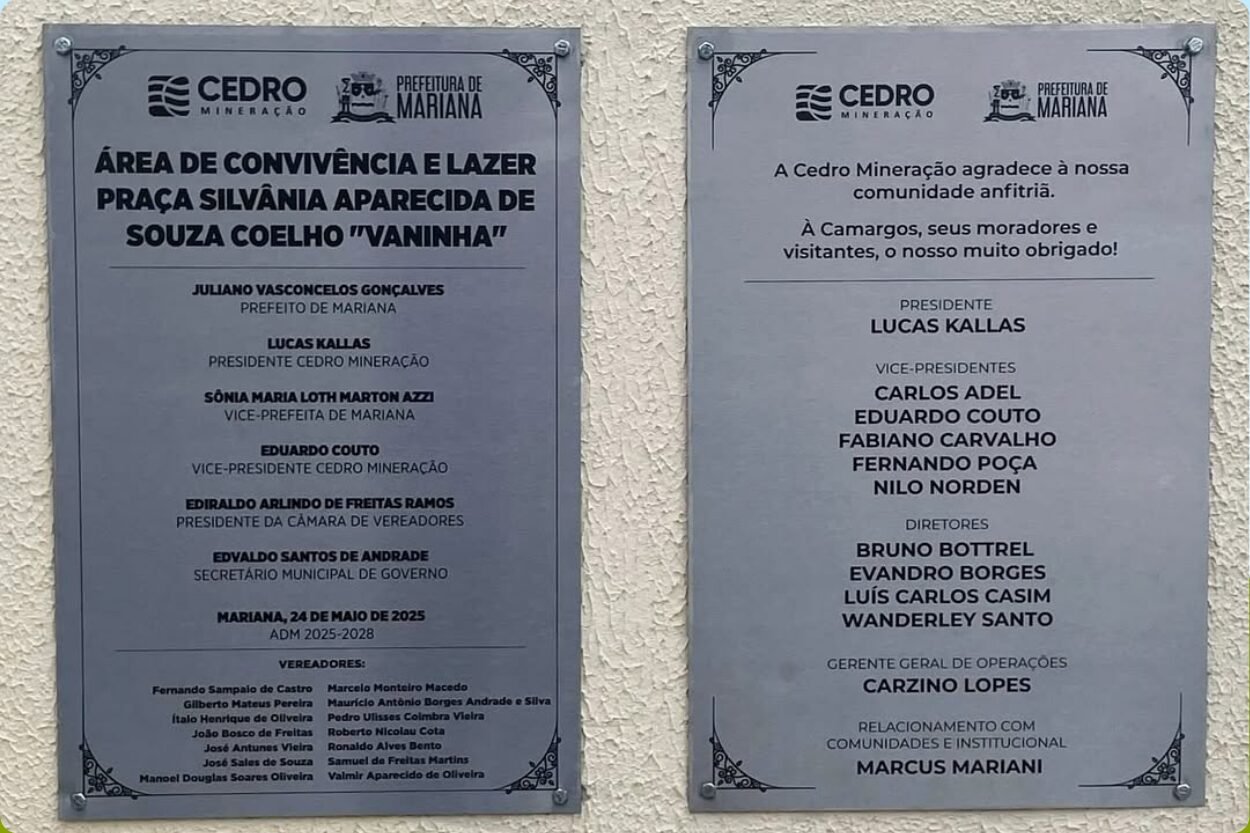 CEDRO
MINERAÇÃO
PREFEITURA DE
MARIANA
ÁREA DE CONVIVÊNCIA E LAZER
PRAÇA SILVÂNIA APARECIDA DE
SOUZA COELHO "VANINHA"
JULIANO VASCONCELOS GONÇALVES
PREFEITO DE MARIANA
LUCAS KALLAS
PRESIDENTE CEDRO MINERAÇÃO
SÔNIA MARIA LOTH MARTON AZZI
VICE-PREFEITA DE MARIANA
EDUARDO COUTO
VICE-PRESIDENTE CEDRO MINERAÇÃO
EDIRALDO ARLINDO DE FREITAS RAMOS
PRESIDENTE DA CÂMARA DE VEREADORES
EDVALDO SANTOS DE ANDRADE
SECRETÁRIO MUNICIPAL DE GOVERNO
MARIANA, 24 DE MAIO DE 2025
ADM 2025-2028
VEREADORES:
Fernando Sampaio de Castro
Gilberto Mateus Pereira
Ítalo Henrique de Oliveira
João Bosco de Freitas
José Antunes Vieira
José Sales de Souza
Manoel Douglas Soares Oliveira
Marcelo Monteiro Macedo
Maurício Antônio Borges Andrade e Silva
Pedro Ulisses Coimbra Vieira
Roberto Nicolau Cota
Ronaldo Alves Bento
Samuel de Freitas Martins
Valmir Aparecido de Oliveira
CEDRO
MINERAÇÃO
PREFEITURA DE
MARIANA
A Cedro Mineração agradece à nossa
comunidade anfitriã.
À Camargos, seus moradores e
visitantes, o nosso muito obrigado!
PRESIDENTE
LUCAS KALLAS
VICE-PRESIDENTES
CARLOS ADEL
EDUARDO COUTO
FABIANO CARVALHO
FERNANDO POÇA
NILO NORDEN
DIRETORES
BRUNO BOTTREL
EVANDRO BORGES
LUÍS CARLOS CASIM
WANDERLEY SANTO
GERENTE GERAL DE OPERAÇÕES
CARZINO LOPES
RELACIONAMENTO COM
COMUNIDADES E INSTITUCIONAL
MARCUS MARIANI